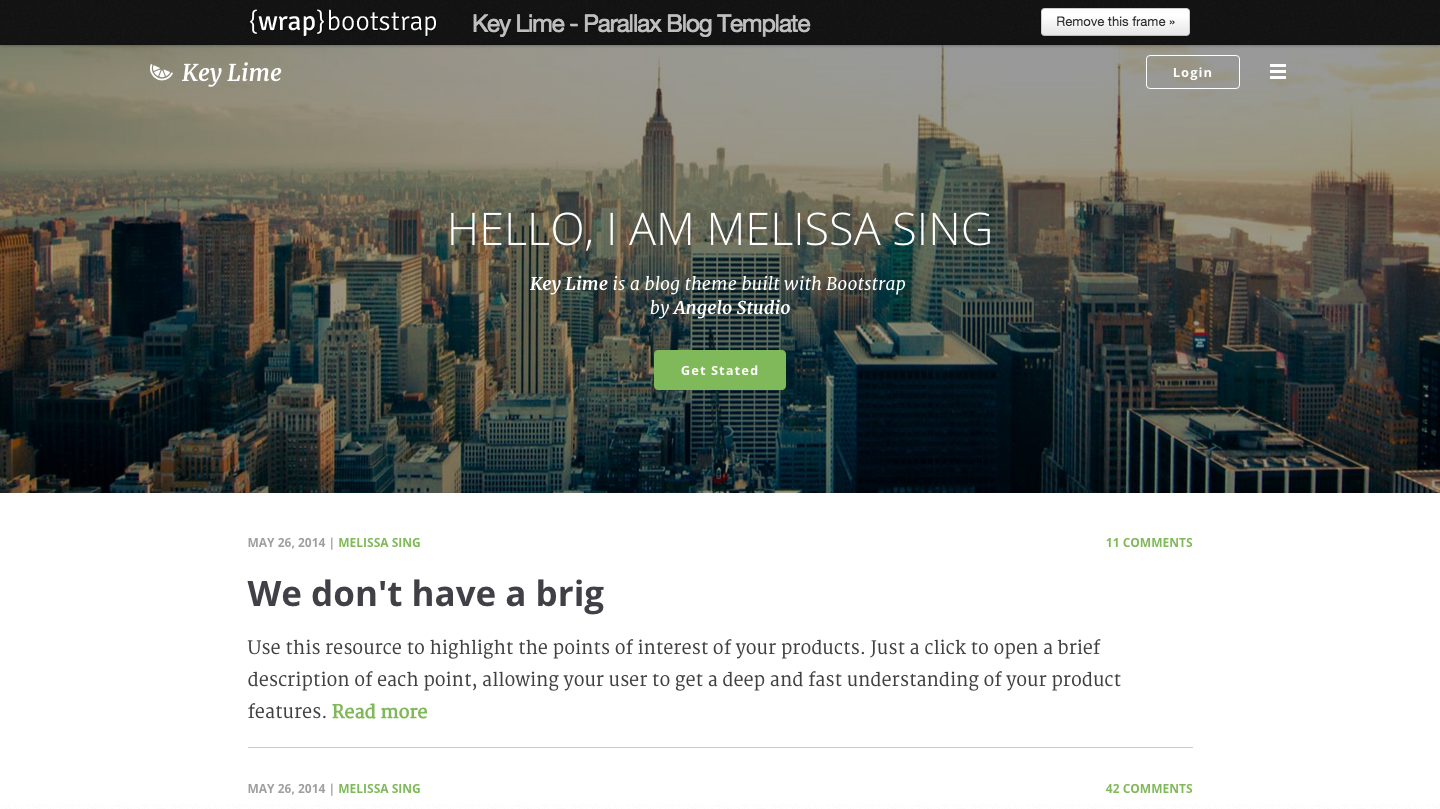 {wrap}bootstrap Key Lime - Parallax Blog Template Remove this frame »
Key Lime Login
HELLO, I AM MELISSA SING
Key Lime is a blog theme built with Bootstrap
by Angelo Studio
Get Stated
MAY 26, 2014 | MELISSA SING 11 COMMENTS
We don't have a brig
Use this resource to highlight the points of interest of your products. Just a click to open a brief
description of each point, allowing your user to get a deep and fast understanding of your product
features. Read more
MAY 26, 2014 | MELISSA SING 42 COMMENTS